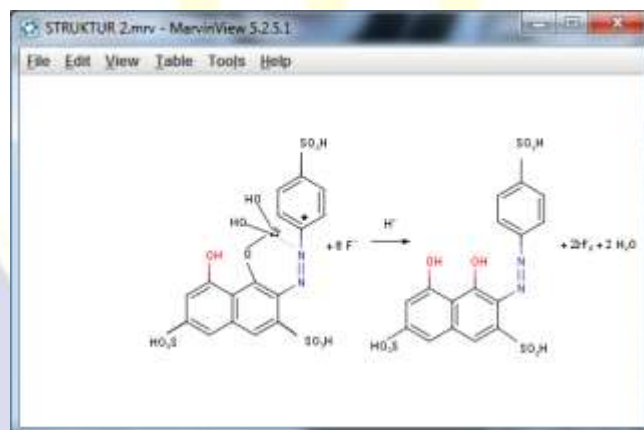 STRUKTUR 2.mrv - MarvinView 5.2.5.1
File Edit View Table Tools Help
SO₃H
SO₃H
HO
HO
O
N
N
+ 6 F⁻
H⁺
OH
OH
OH
N
N
HO₃S
SO₃H
HO₃S
SO₃H
+ 2 H₂O